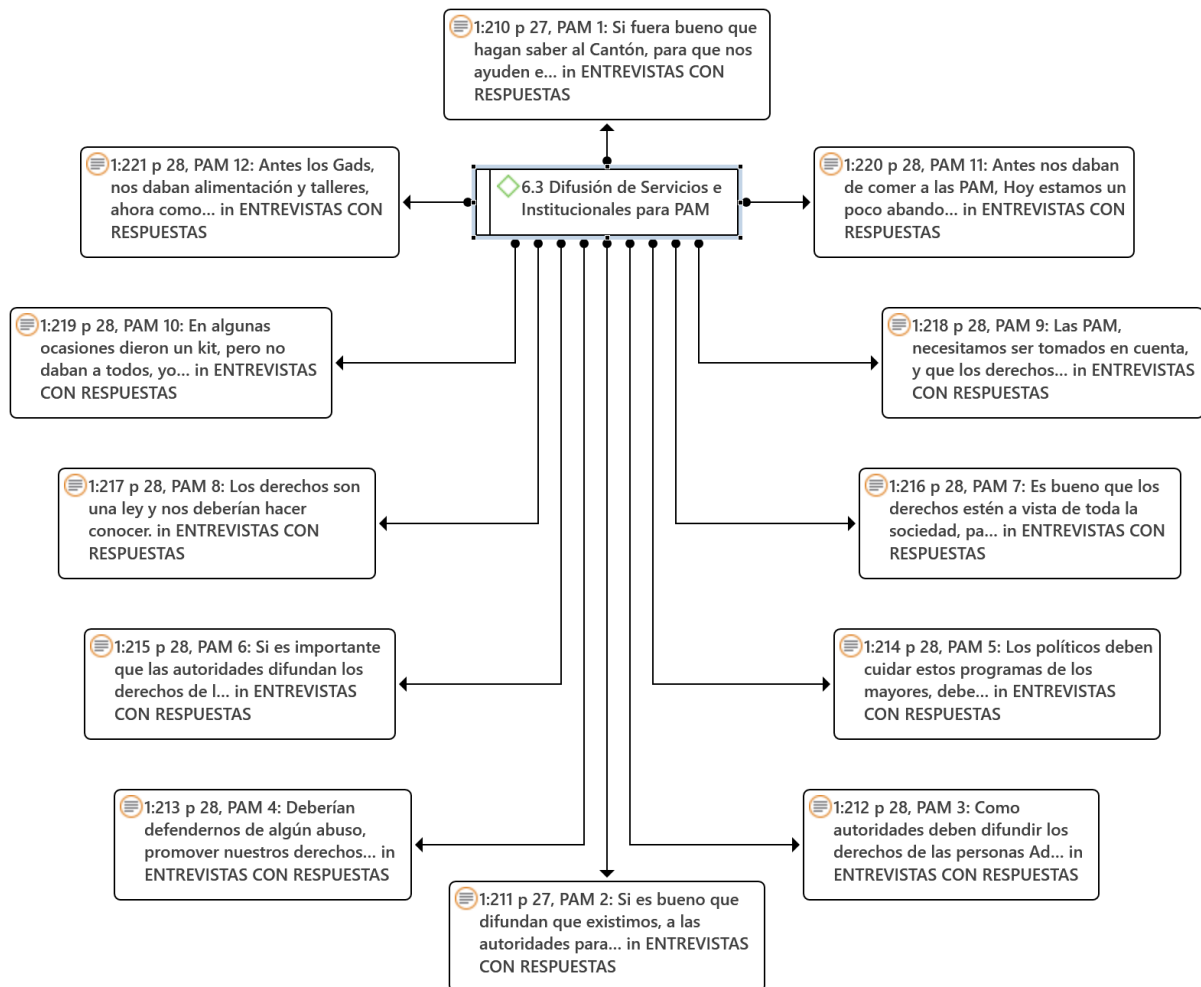 1:210 p 27, PAM 1: Si fuera bueno que
hagan saber al Cantón, para que nos
ayuden e… in ENTREVISTAS CON
RESPUESTAS
1:221 p 28, PAM 12: Antes los Gads,
nos daban alimentación y talleres,
ahora como… in ENTREVISTAS CON
RESPUESTAS
6.3 Difusión de Servicios e
Institucionales para PAM
1:220 p 28, PAM 11: Antes nos daban
de comer a las PAM, Hoy estamos un
poco abando… in ENTREVISTAS CON
RESPUESTAS
1:219 p 28, PAM 10: En algunas
ocasiones dieron un kit, pero no
daban a todos, yo… in ENTREVISTAS
CON RESPUESTAS
1:218 p 28, PAM 9: Las PAM,
necesitamos ser tomados en cuenta,
y que los derechos… in ENTREVISTAS
CON RESPUESTAS
1:217 p 28, PAM 8: Los derechos son
una ley y nos deberían hacer
conocer. in ENTREVISTAS CON
RESPUESTAS
1:216 p 28, PAM 7: Es bueno que los
derechos estén a vista de toda la
sociedad, pa… in ENTREVISTAS CON
RESPUESTAS
1:215 p 28, PAM 6: Si es importante
que las autoridades difundan los
derechos de l… in ENTREVISTAS
CON RESPUESTAS
1:214 p 28, PAM 5: Los políticos deben
cuidar estos programas de los
mayores, debe… in ENTREVISTAS
CON RESPUESTAS
1:213 p 28, PAM 4: Deberían
defendernos de algún abuso,
promover nuestros derechos… in
ENTREVISTAS CON RESPUESTAS
1:212 p 28, PAM 3: Como
autoridades deben difundir los
derechos de las personas Ad… in
ENTREVISTAS CON RESPUESTAS
1:211 p 27, PAM 2: Si es bueno que
difundan que existimos, a las
autoridades para… in ENTREVISTAS
CON RESPUESTAS